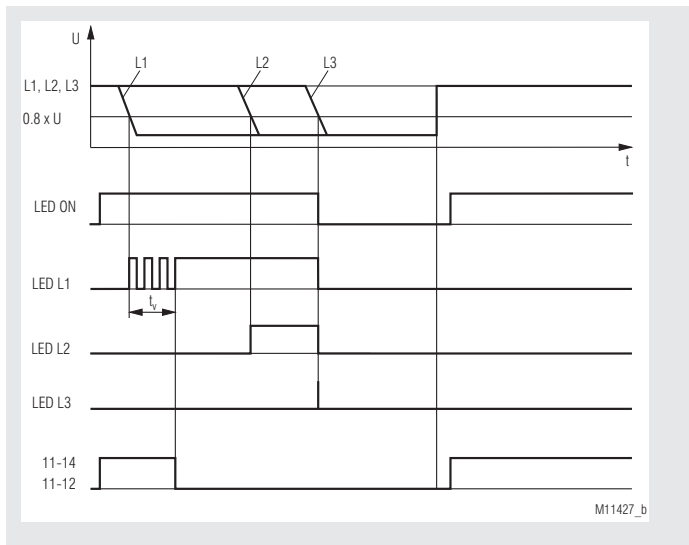 U
L1 L2 L3
L1, L2, L3
0.8 x U
t
LED ON
LED L1
tv
LED L2
LED L3
11-14
11-12
M11427_b